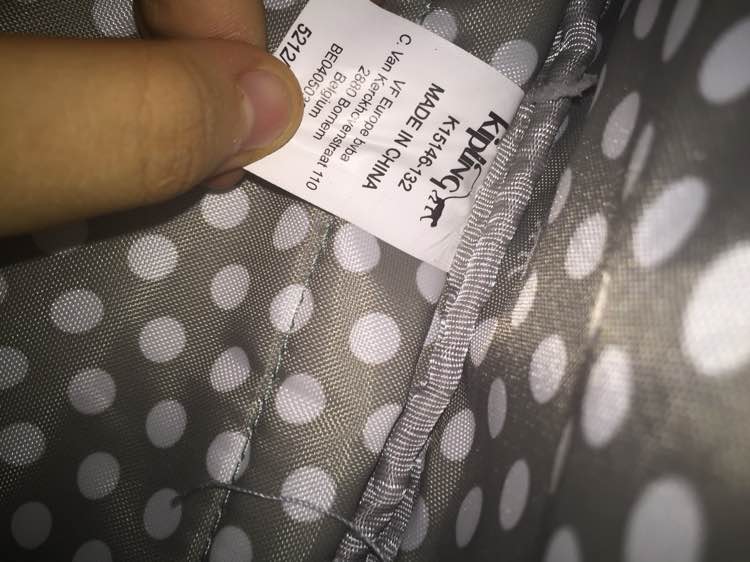 Kipling
K15146-132
MADE IN CHINA
VF Europe bvba
C. Van Kerckhovenstraat 110
2880 Bornem
Belgium